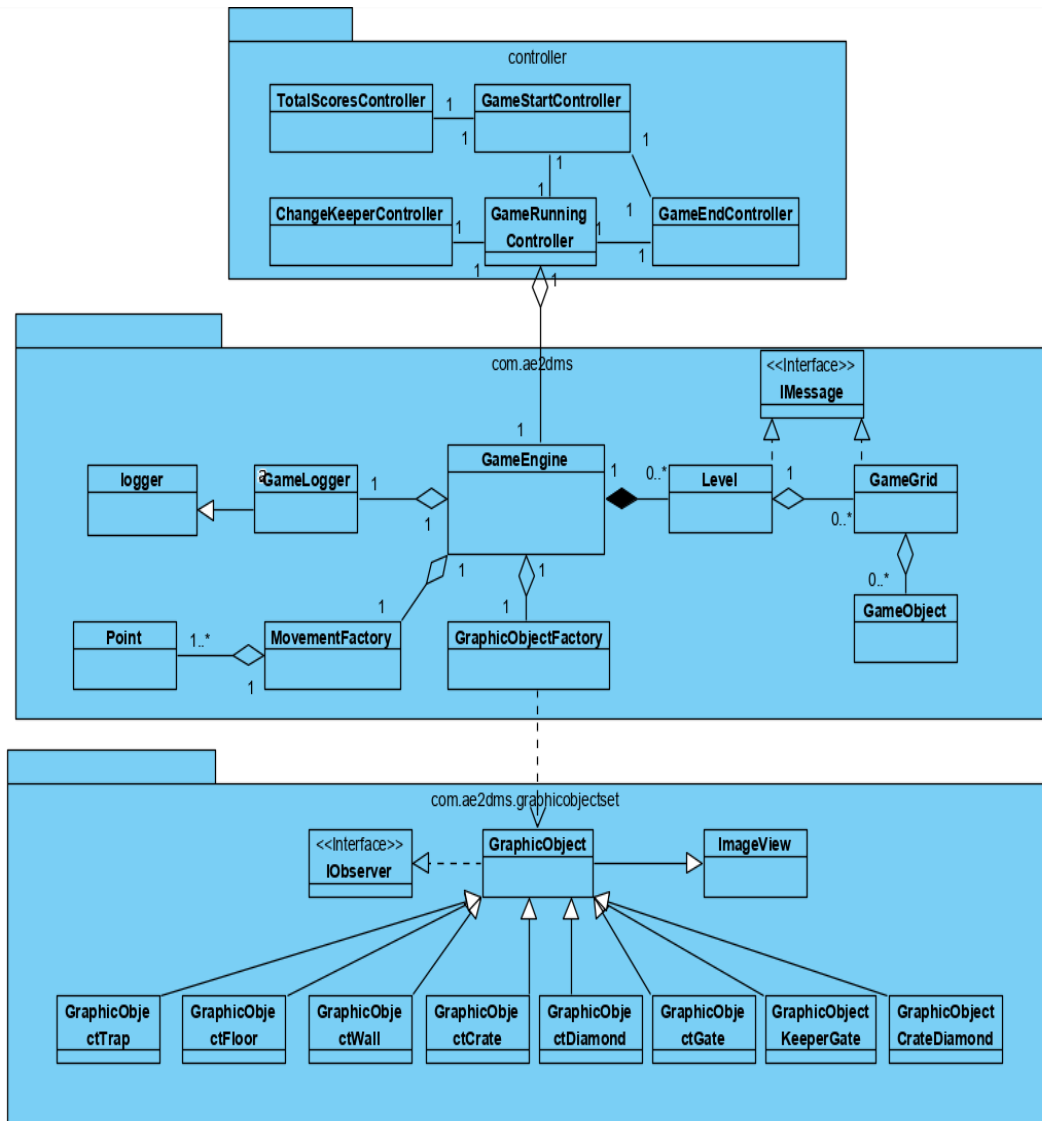 controller
TotalScoresController
GameStartController
1
1
1
1
1
1
ChangeKeeperController
GameRunning
Controller
GameEndController
1
1
1
1
1
com.ae2dms
<<Interface>>
IMessage
1
logger
a
GameLogger
GameEngine
Level
GameGrid
1
1
1
0..*
1
0..*
1
1
1
1
0..*
Point
MovementFactory
GraphicObjectFactory
GameObject
1..*
1
com.ae2dms.graphicobjectset
<<Interface>>
IObserver
GraphicObject
ImageView
GraphicObje
ctTrap
GraphicObje
ctFloor
GraphicObje
ctWall
GraphicObje
ctCrate
GraphicObje
ctDiamond
GraphicObje
ctGate
GraphicObject
KeeperGate
GraphicObject
CrateDiamond